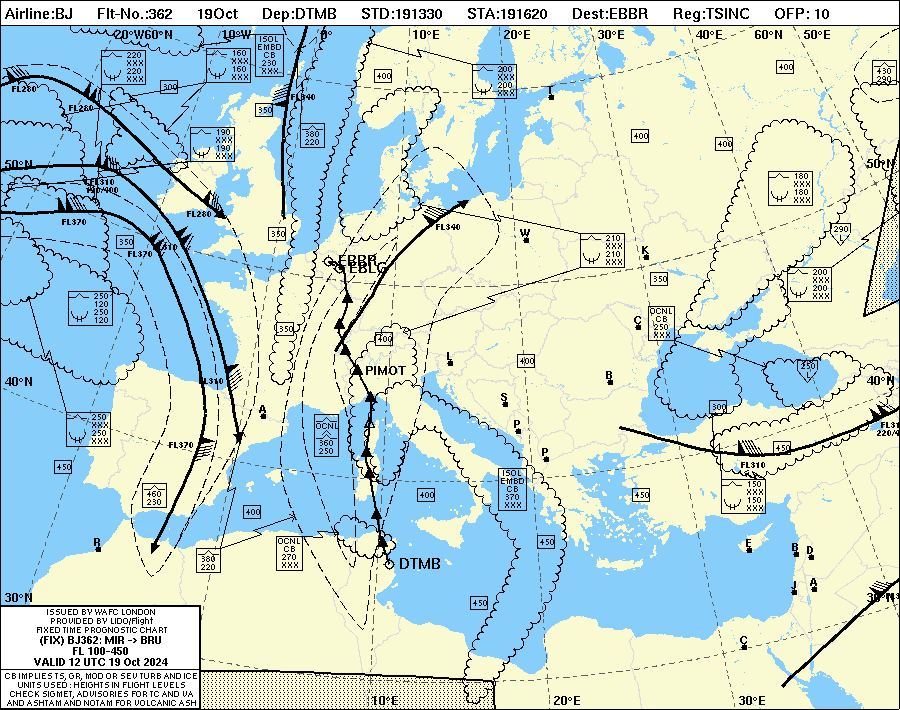 Airline:BJ Flt-No.:362 19Oct Dep:DTMB STD:191330 STA:191620 Dest:EBBR Reg:TSINC OFP: 10
20°W60°N 10°W 0° 10°E 20°E 30°E 40°E 60°N 50°E
220
XXX
220
XXX
160
XXX
160
XXX
ISOL
EMBD
CB
230
XXX
400
200
XXX
200
XXX
400
430
290
FL280
300
FL280
350
FL340
T
190
XXX
190
XXX
380
220
400
400
50°N
50°N
FL310
FL280
180
XXX
180
XXX
FL370
350
FL310
FL370
350
FL340
W
210
XXX
210
XXX
290
K
EBBR
EBLG
350
200
XXX
200
XXX
250
120
250
120
350
400
OCNL
CB
250
XXX
C
PIMOT
L
400
250
40°N
FL310
B
40°N
A
S
300
250
XXX
250
XXX
OCNL
360
250
P
FL370
P
450
FL310
450
460
230
400
400
ISOL
EMBD
CB
370
XXX
450
150
XXX
150
XXX
R
380
220
OCNL
CB
270
XXX
DTMB
450
E
B
D
J
A
30°N
450
30°N
C
ISSUED BY WAFC LONDON
PROVIDED BY LIDO/Flight
FIXED TIME PROGNOSTIC CHART
(FIX) BJ362: MIR -> BRU
FL 100-450
VALID 12 UTC 19 Oct 2024
CB IMPLIES TS, GR, MOD OR SEV TURB AND ICE
UNITS USED: HEIGHTS IN FLIGHT LEVELS
CHECK SIGMET, ADVISORIES FOR TC AND VA
AND ASHTAM AND NOTAM FOR VOLCANIC ASH
10°E 20°E 30°E